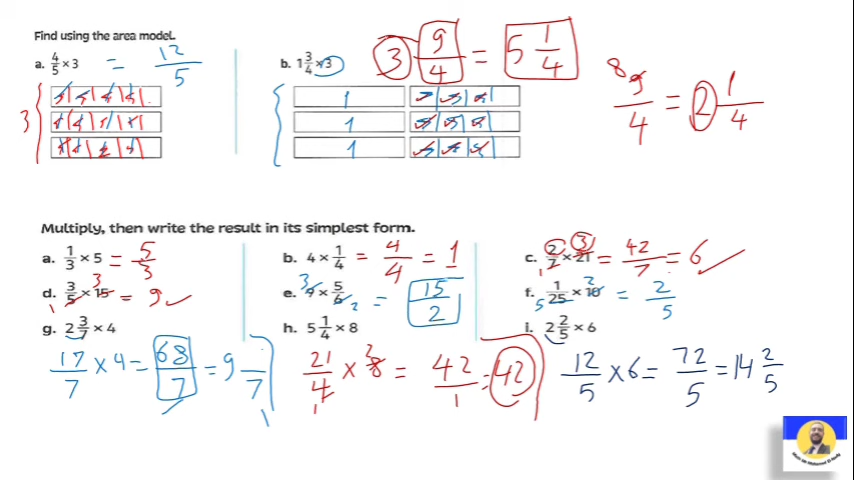 Find using the area model.
a. 4/5 × 3 = 12/5
b. 1 3/4 × 3
3 9/4 = 5 1/4
8 9/4 = 2 1/4
3
1
1
1
Multiply, then write the result in its simplest form.
a. 1/3 × 5 = 5/3
b. 4 × 1/4 = 4/4 = 1
c. 2/7 × 21 = 42/7 = 6
d. 3/5 × 15 = 9
e. 9 × 5/6 = 15/2
f. 1/25 × 10 = 2/5
g. 2 3/7 × 4
h. 5 1/4 × 8
i. 2 2/5 × 6
17/7 × 4 = 68/7 = 9 /7
21/4 × 8 = 42/1 = 42
12/5 × 6 = 72/5 = 14 2/5